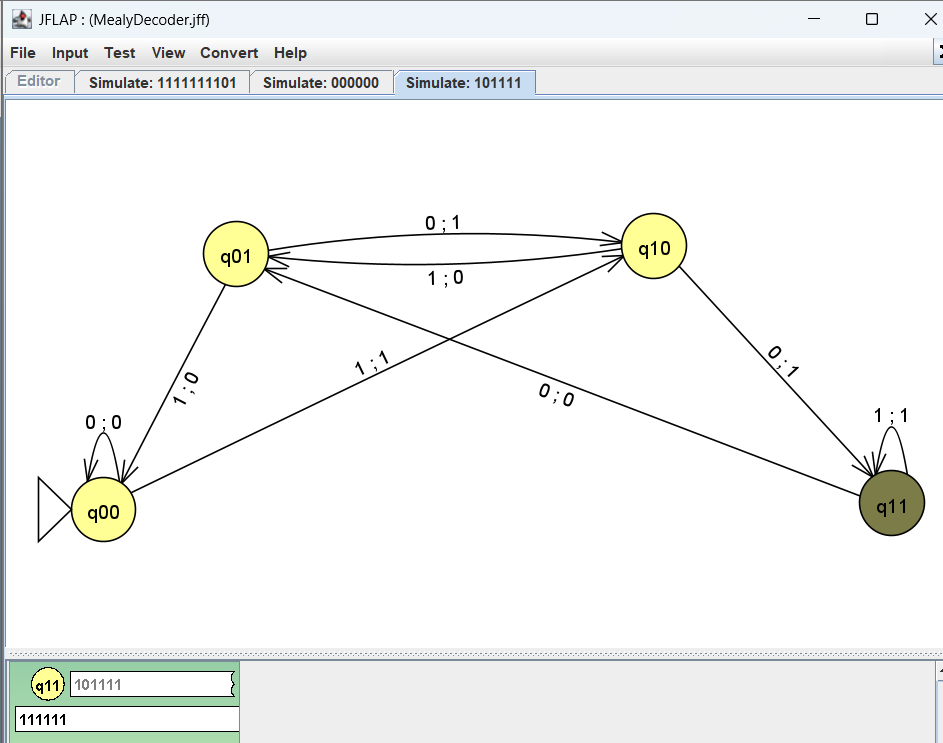 JFLAP : (MealyDecoder.jff)
File Input Test View Convert Help
Editor Simulate: 1111111101 Simulate: 000000 Simulate: 101111
0 ; 1
q01
q10
1 ; 0
1 ; 1
0 ; 1
1 ; 0
0 ; 0
0 ; 0
1 ; 1
q00
q11
q11 101111
111111